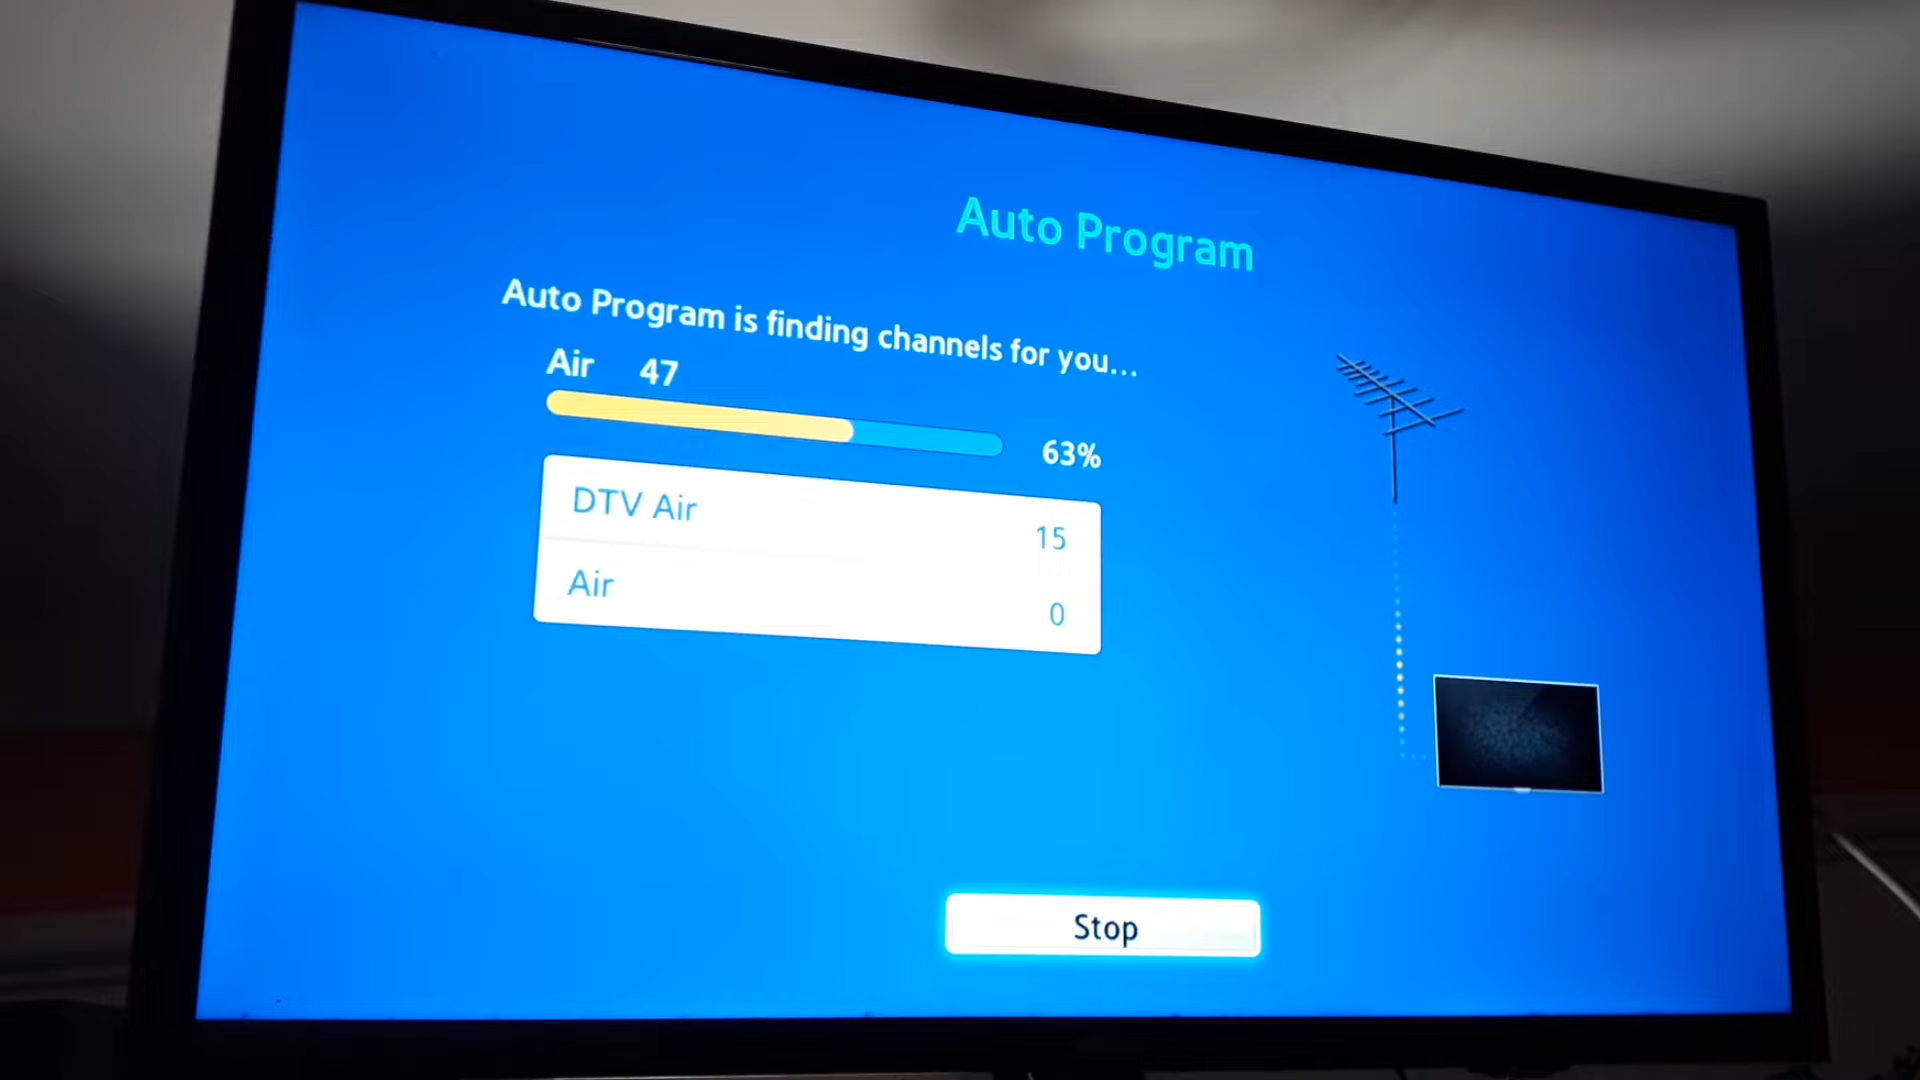 Auto Program
Auto Program is finding channels for you...
Air 47
63%
DTV Air 15
Air 0
Stop